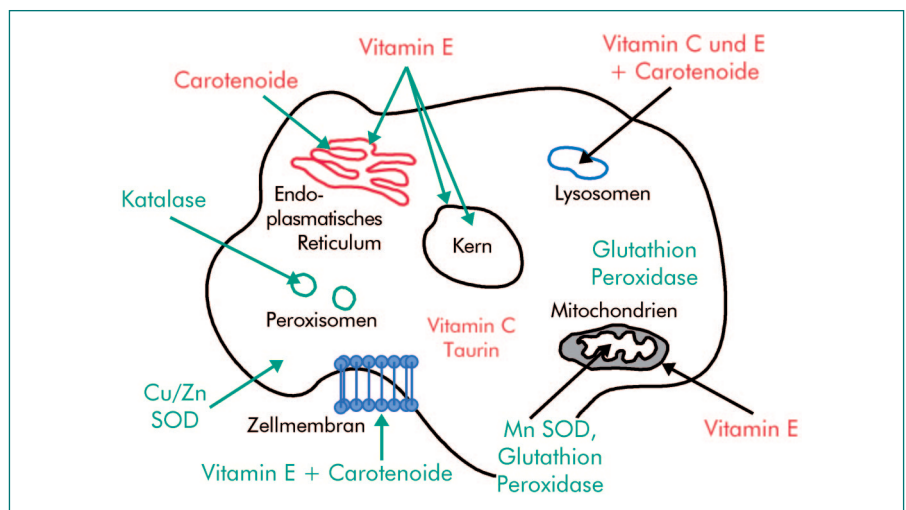 Vitamin E
Vitamin C und E
+ Carotenoide
Carotenoide
Endo-
plasmatisches
Reticulum
Lysosomen
Katalase
Kern
Glutathion
Peroxidase
Peroxisomen
Mitochondrien
Vitamin C
Taurin
Cu/Zn
SOD
Zellmembran
Mn SOD,
Glutathion
Peroxidase
Vitamin E
Vitamin E + Carotenoide